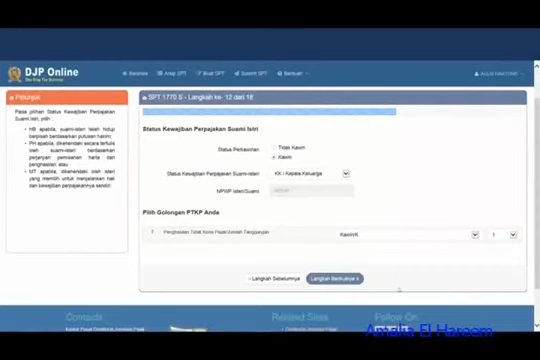 DJP Online
Beranda
Arsip SPT
Buat SPT
Submit SPT
Bantuan
Petunjuk
Pada pilihan Status Kewajiban Perpajakan
Suami Istri, pilih :
HB apabila, suami-isteri telah hidup
berpisah berdasarkan putusan hakim;
PH apabila, dikehendaki secara tertulis
oleh suami-isteri berdasarkan
perjanjian pemisahan harta dan
penghasilan; atau
MT apabila, dikehendaki oleh isteri
yang memilih untuk menjalankan hak
dan kewajiban perpajakannya sendiri.
SPT 1770 S - Langkah ke- 12 dari 18
Status Kewajiban Perpajakan Suami Istri
Status Perkawinan
Tidak Kawin
Kawin
Status Kewajiban Perpajakan Suami-Isteri
KK : Kepala Keluarga
NPWP Isteri/Suami
Pilih Golongan PTKP Anda
Penghasilan Tidak Kena Pajak/Jumlah Tanggungan
Kawin/K
1
Langkah Sebelumnya
Langkah Berikutnya
Contacts
Related Sites
Follow On
Amalia El Hareem